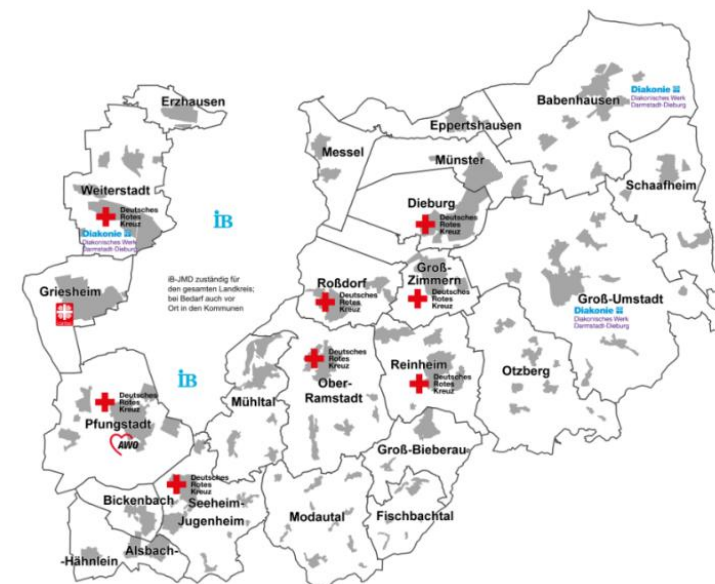 Erzhausen
Eppertshausen
Babenhausen
Diakonie
Diakonisches Werk
Darmstadt-Dieburg
Messel
Münster
Schaafheim
Weiterstadt
Deutsches
Rotes
Kreuz
Diakonie
Diakonisches Werk
Darmstadt-Dieburg
iB
Dieburg
Deutsches
Rotes
Kreuz
Griesheim
iB-JMD zuständig für
den gesamten Landkreis;
bei Bedarf auch vor
Ort in den Kommunen
Roßdorf
Deutsches
Rotes
Kreuz
Groß-
Zimmern
Deutsches
Rotes
Kreuz
Groß-Umstadt
Diakonie
Diakonisches Werk
Darmstadt-Dieburg
iB
Deutsches
Rotes
Kreuz
Ober-
Ramstadt
Reinheim
Deutsches
Rotes
Kreuz
Otzberg
Mühltal
Deutsches
Rotes
Kreuz
Pfungstadt
AWO
Groß-Bieberau
Deutsches
Rotes
Kreuz
Bickenbach
Seeheim-
Jugenheim
Modautal
Fischbachtal
Alsbach-
-Hähnlein